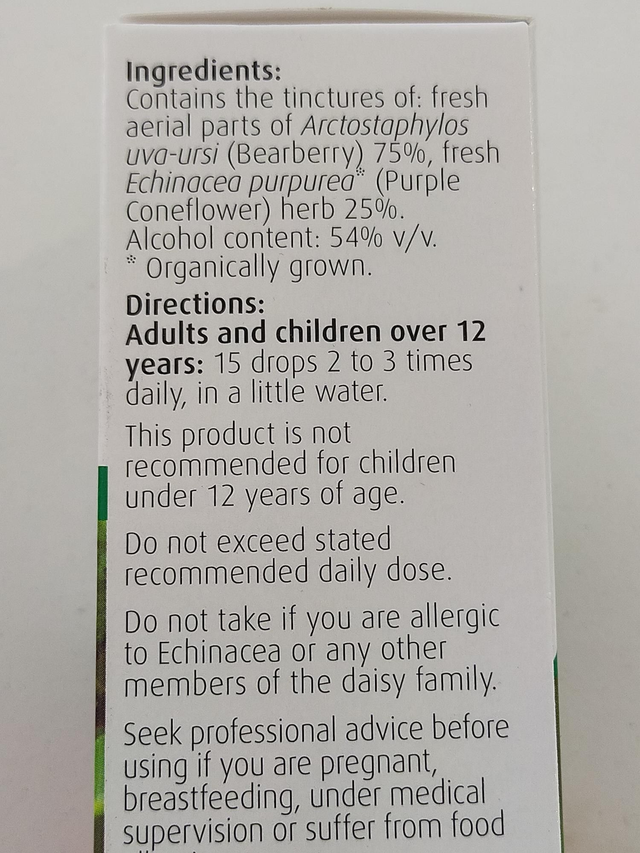 Ingredients:
Contains the tinctures of: fresh
aerial parts of Arctostaphylos
uva-ursi (Bearberry) 75%, fresh
Echinacea purpurea* (Purple
Coneflower) herb 25%.
Alcohol content: 54% v/v.
* Organically grown.
Directions:
Adults and children over 12
years: 15 drops 2 to 3 times
daily, in a little water.
This product is not
recommended for children
under 12 years of age.
Do not exceed stated
recommended daily dose.
Do not take if you are allergic
to Echinacea or any other
members of the daisy family.
Seek professional advice before
using if you are pregnant,
breastfeeding, under medical
supervision or suffer from food